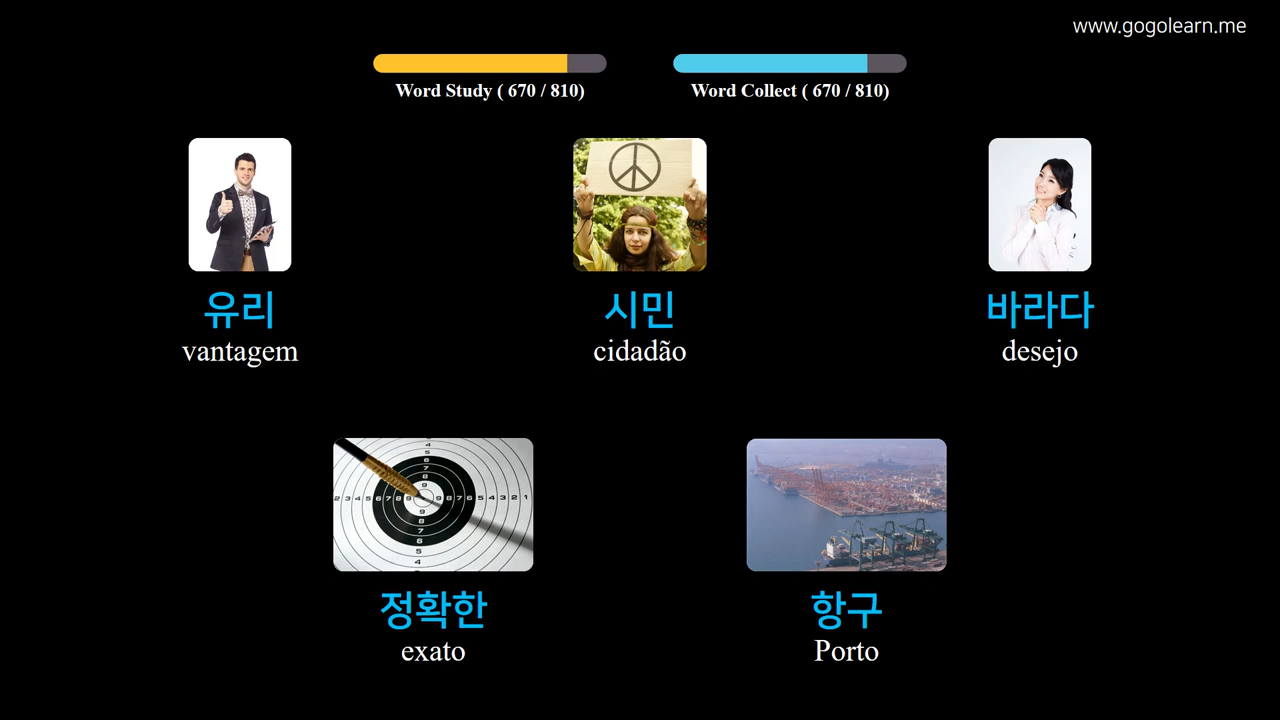 www.gogolearn.me
Word Study ( 670 / 810)
Word Collect ( 670 / 810)
유리
vantagem
시민
cidadão
바라다
desejo
정확한
exato
항구
Porto